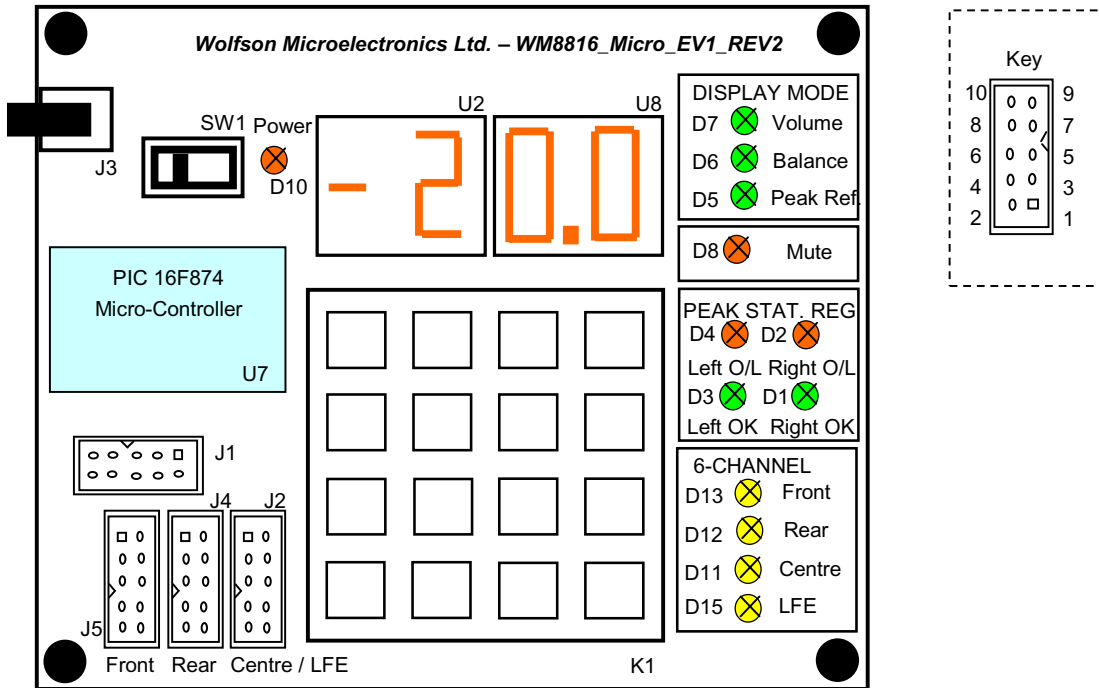 Wolfson Microelectronics Ltd. – WM8816_Micro_EV1_REV2
J3
SW1
Power
D10
U2
U8
- 2 0.0
DISPLAY MODE
D7 Volume
D6 Balance
D5 Peak Ref.
D8 Mute
PEAK STAT. REG
D4 D2
Left O/L Right O/L
D3 D1
Left OK Right OK
6-CHANNEL
D13 Front
D12 Rear
D11 Centre
D15 LFE
PIC 16F874
Micro-Controller
U7
J1
J4
J2
J5
Front Rear Centre / LFE
K1
Key
10 9
8 7
6 5
4 3
2 1